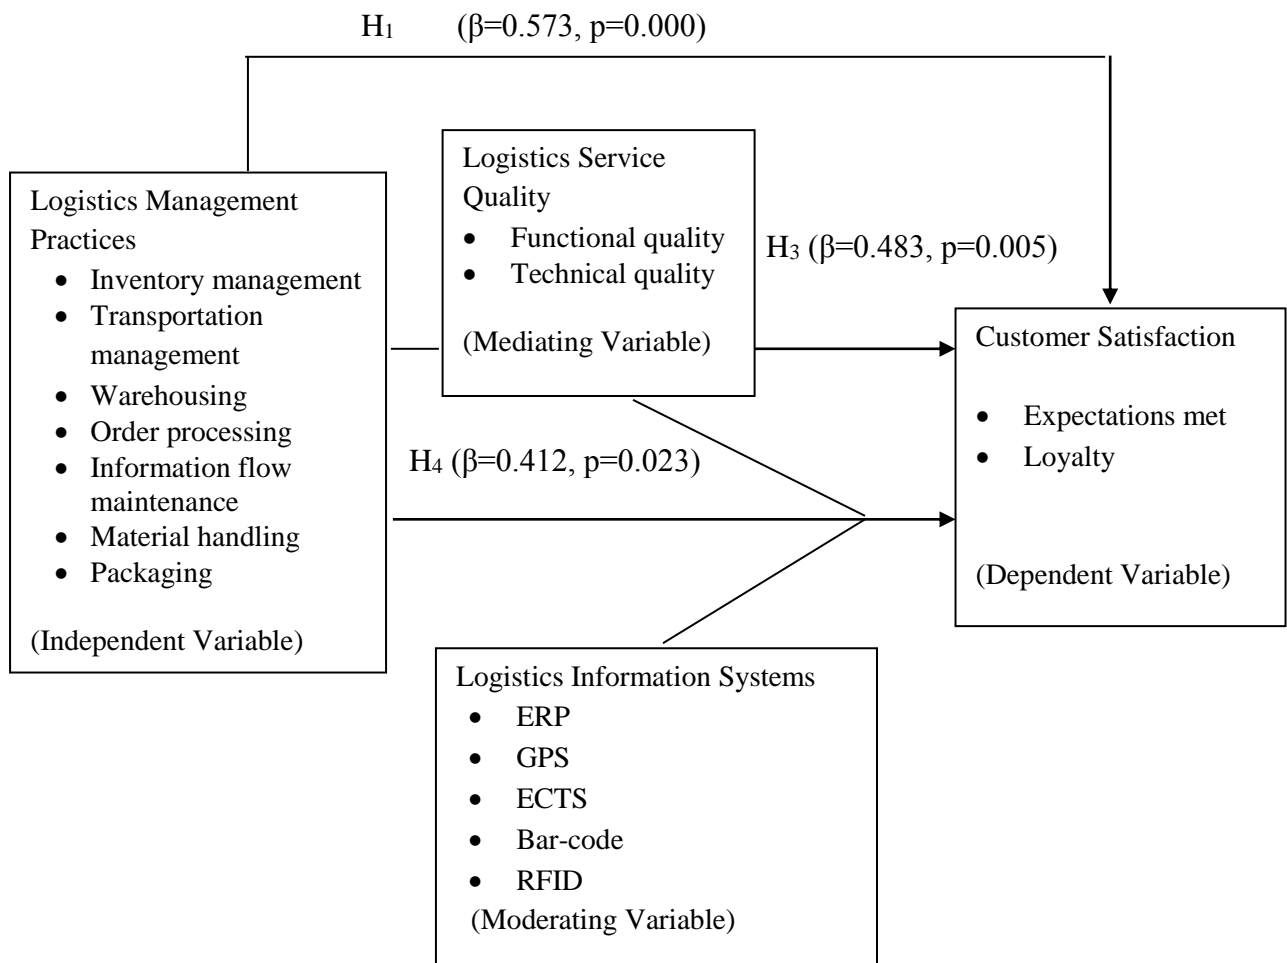 H₁ (β=0.573, p=0.000)
Logistics Management
Practices
• Inventory management
• Transportation
management
• Warehousing
• Order processing
• Information flow
maintenance
• Material handling
• Packaging
(Independent Variable)
Logistics Service
Quality
• Functional quality
• Technical quality
(Mediating Variable)
H₃ (β=0.483, p=0.005)
H₄ (β=0.412, p=0.023)
Customer Satisfaction
• Expectations met
• Loyalty
(Dependent Variable)
Logistics Information Systems
• ERP
• GPS
• ECTS
• Bar-code
• RFID
(Moderating Variable)